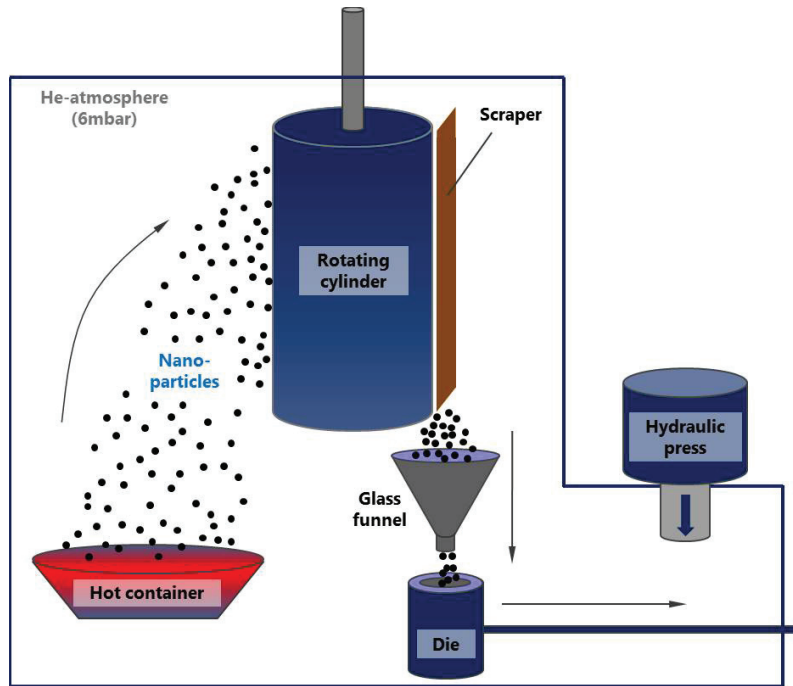 He-atmosphere
(6mbar)
Scraper
Rotating
cylinder
Nano-
particles
Hydraulic
press
Glass
funnel
Hot container
Die